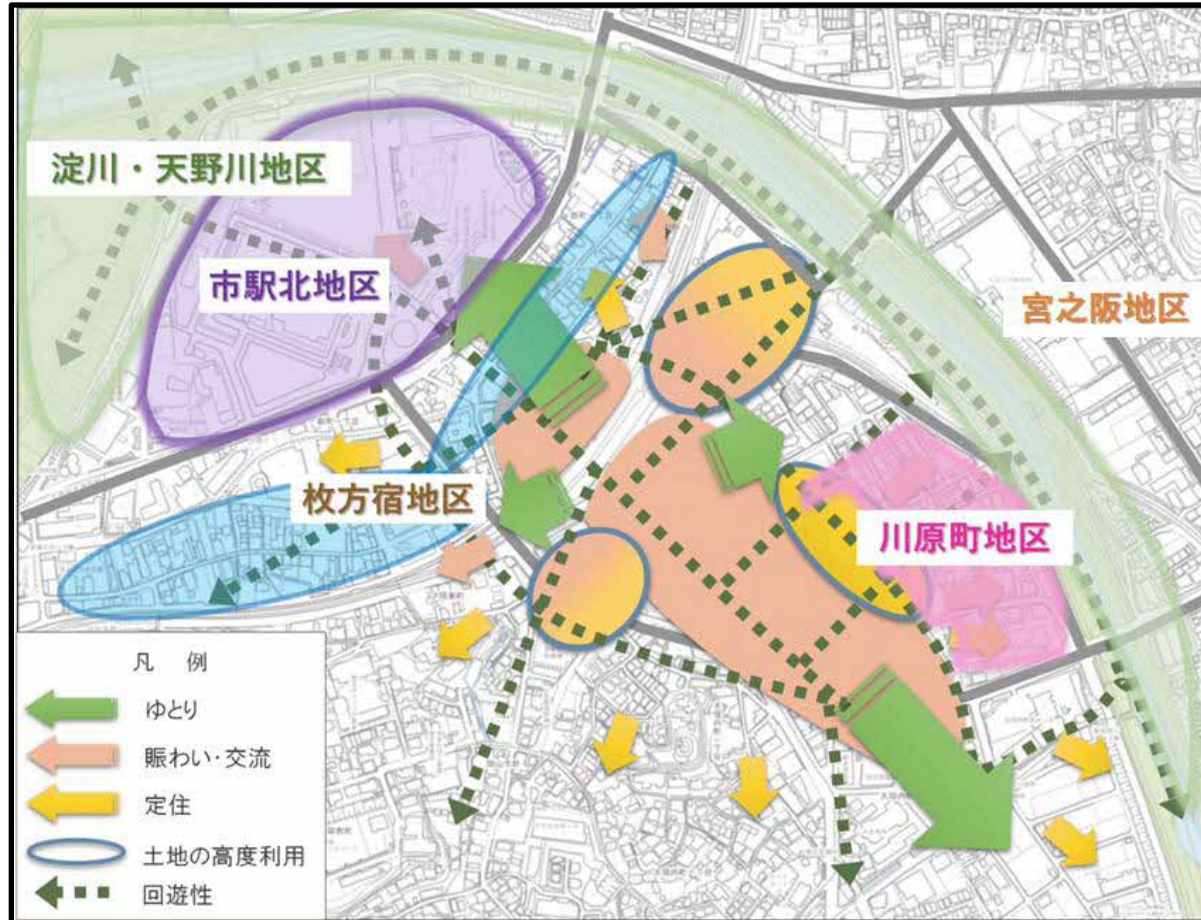 淀川・天野川地区
市駅北地区
宮之阪地区
枚方宿地区
川原町地区
凡 例
ゆとり
賑わい・交流
定住
土地の高度利用
回遊性